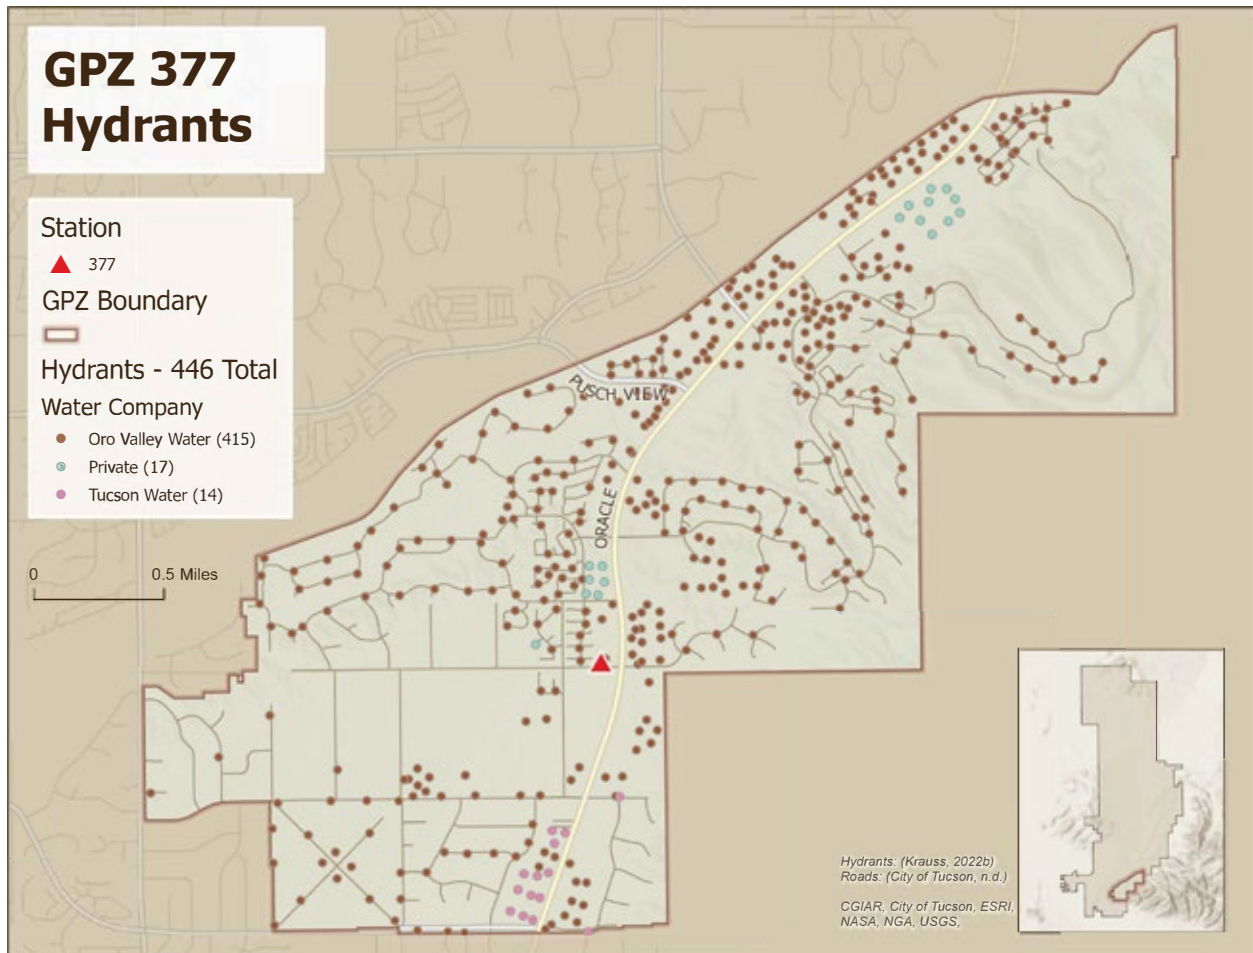 GPZ 377
Hydrants
Station
377
GPZ Boundary
Hydrants - 446 Total
Water Company
Oro Valley Water (415)
Private (17)
Tucson Water (14)
0 0.5 Miles
PUSCH VIEW
ORACLE
Hydrants: (Krauss, 2022b)
Roads: (City of Tucson, n.d.)
CGIAR, City of Tucson, ESRI,
NASA, NGA, USGS,